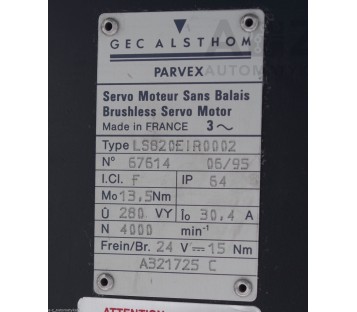 GEC ALSTHOM
PARVEX
Servo Moteur Sans Balais
Brushless Servo Motor
Made in FRANCE 3~
Type LS820EIR0002
N° 67614 06/95
I.Cl. F IP 64
Mo 13,5 Nm
Û 280 VY Îo 30,4 A
N 4000 min⁻¹
Frein/Br. 24 V⎓ 15 Nm
A321725 C
ATTENTION